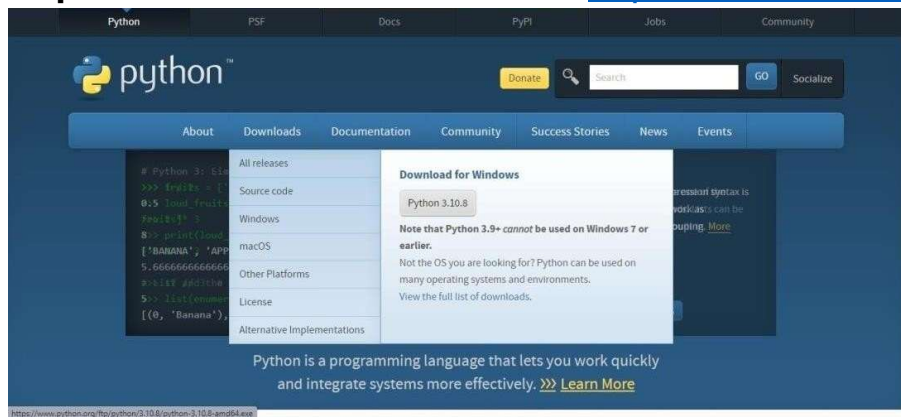 Python PSF Docs PyPI Jobs Community
python™
Donate Search GO Socialize
About Downloads Documentation Community Success Stories News Events
All releases
Source code
Windows
macOS
Other Platforms
License
Alternative Implementations
Download for Windows
Python 3.10.8
Note that Python 3.9+ cannot be used on Windows 7 or
earlier.
Not the OS you are looking for? Python can be used on
many operating systems and environments.
View the full list of downloads.
# Python 3:
>>> fruits = ['
['BANANA', 'APP
5.6666666666666
[(0, 'Banana'),
More
Python is a programming language that lets you work quickly
and integrate systems more effectively. >>> Learn More
https://www.python.org/ftp/python/3.10.8/python-3.10.8-amd64.exe